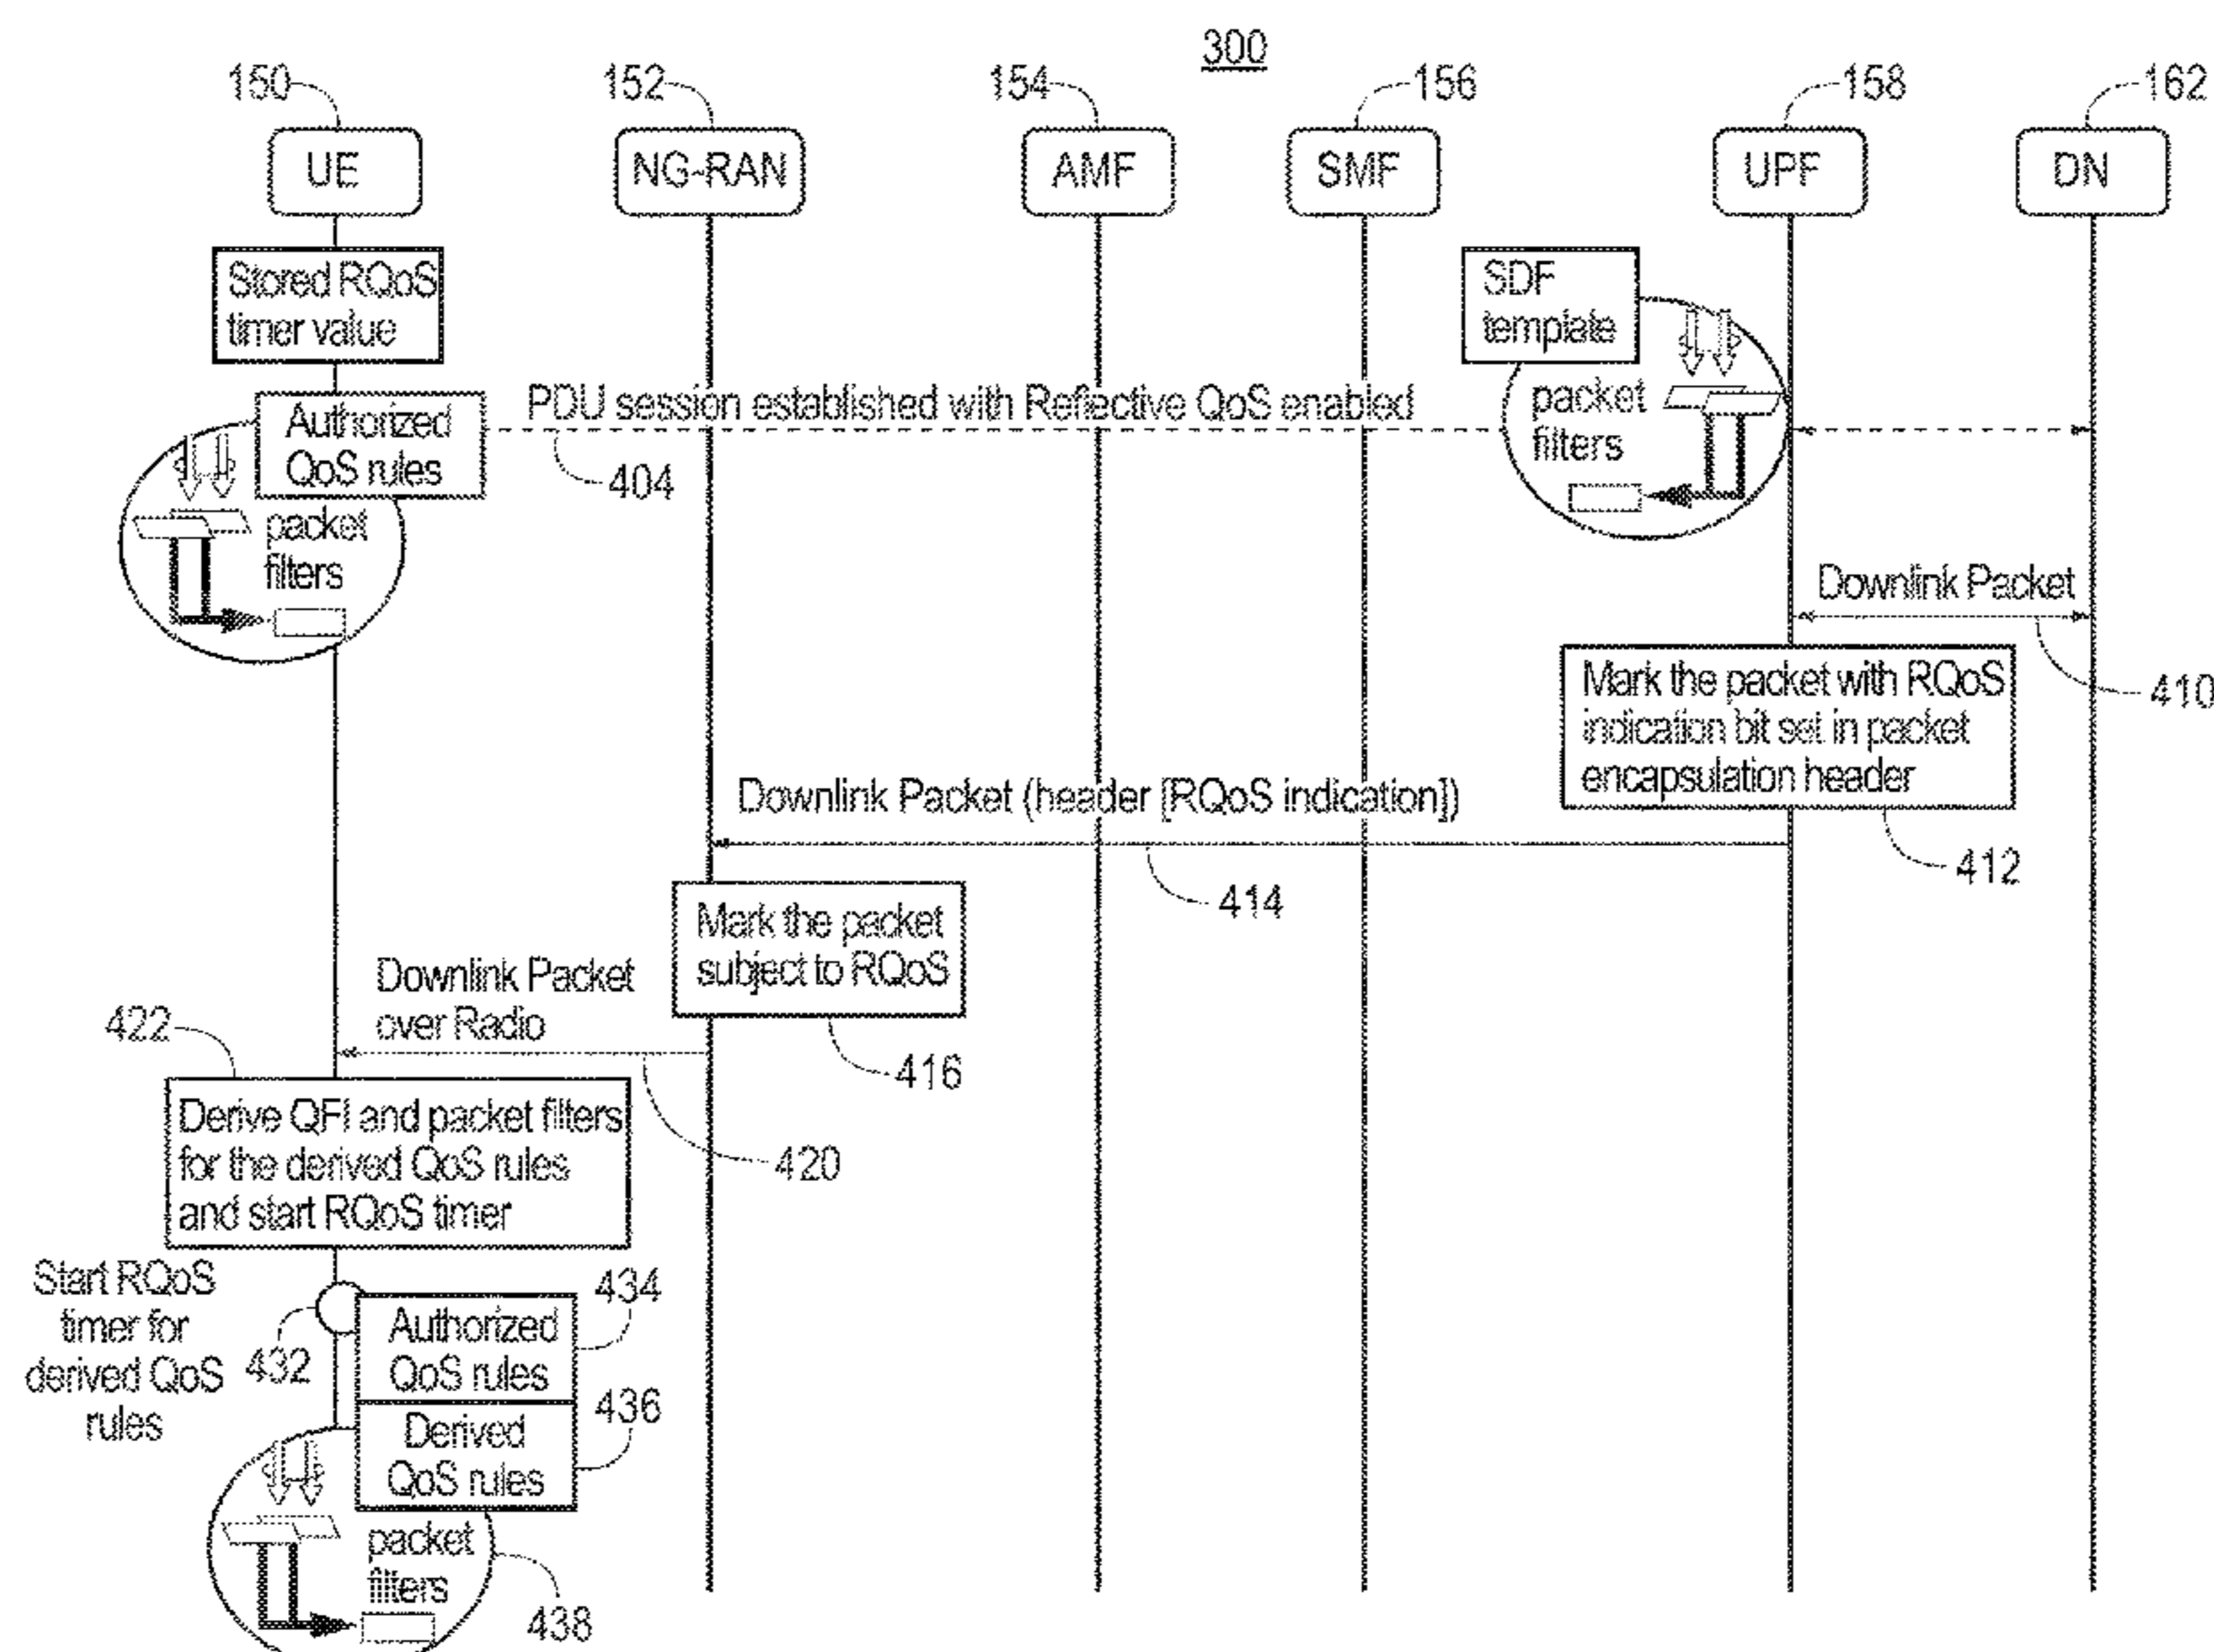 300
150
152
154
156
158
162
UE
NG-RAN
AMF
SMF
UPF
DN
Stored RQoS
timer value
SDF
template
Authorized
QoS rules
PDU session established with Reflective QoS enabled
404
packet
filters
packet
filters
Downlink Packet
410
Mark the packet with RQoS
indication bit set in packet
encapsulation header
412
Downlink Packet (header [RQoS indication])
414
Mark the packet
subject to RQoS
416
Downlink Packet
over Radio
420
422
Derive QFI and packet filters
for the derived QoS rules
and start RQoS timer
Start RQoS
timer for
derived QoS
rules
432
434
Authorized
QoS rules
436
Derived
QoS rules
packet
filters
438